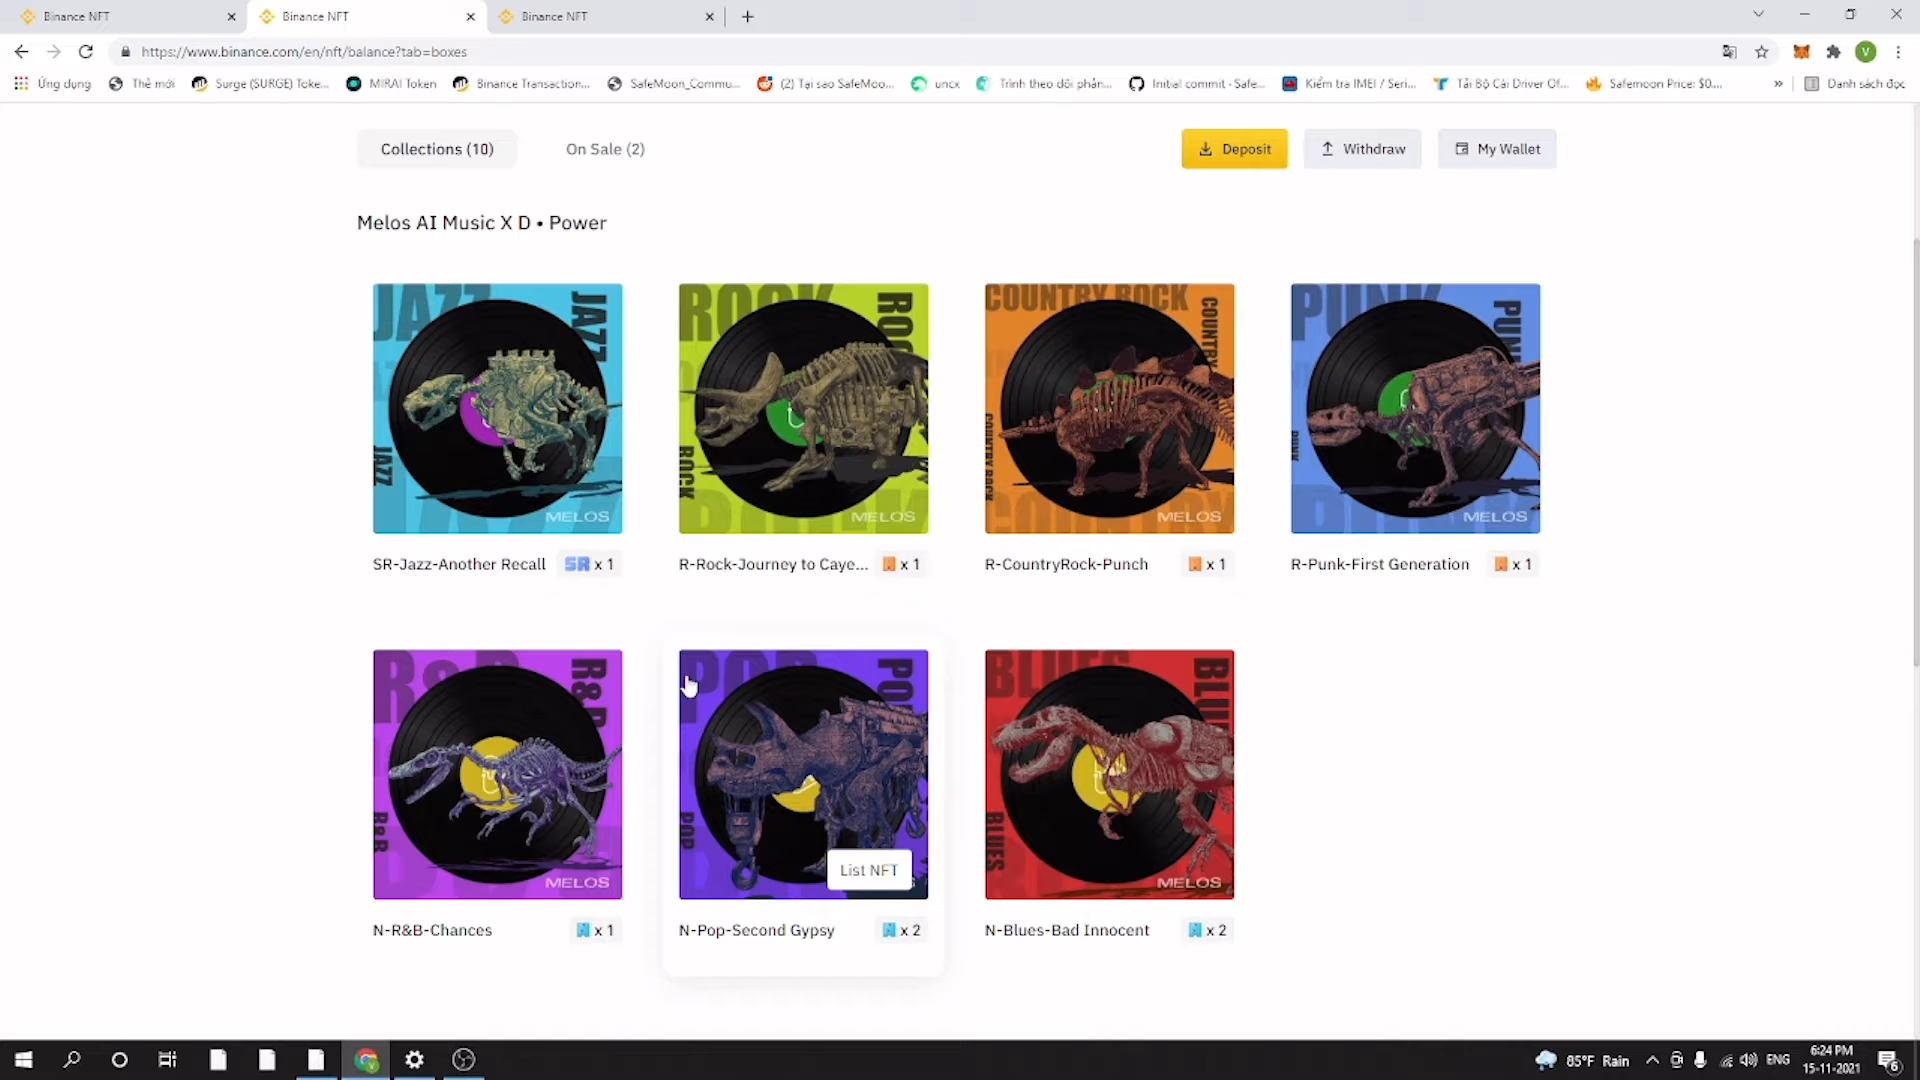 Binance NFT
Binance NFT
Binance NFT
https://www.binance.com/en/nft/balance?tab=boxes
V
Ứng dụng
Thẻ mới
Surge (SURGE) Toke...
MIRAI Token
Binance Transaction...
SafeMoon_Commu...
(2) Tại sao SafeMoo...
uncx
Trình theo dõi phần...
Initial commit - Safe...
Kiểm tra IMEI / Seri...
Tải Bộ Cài Driver Of...
Safemoon Price: $0....
»
Danh sách đọc
Collections (10)
On Sale (2)
Deposit
Withdraw
My Wallet
Melos AI Music X D • Power
JAZZ
JAZZ
JAZZ
MELOS
ROCK
ROCK
ROCK
MELOS
COUNTRY ROCK
COUNTRY
COUNTRY ROCK
MELOS
PUNK
PUNK
PUNK
MELOS
SR-Jazz-Another Recall
SR x 1
R-Rock-Journey to Caye...
R x 1
R-CountryRock-Punch
R x 1
R-Punk-First Generation
R x 1
R&B
R&B
R&B
MELOS
POP
POP
POP
List NFT
BLUES
BLUES
BLUES
MELOS
N-R&B-Chances
N x 1
N-Pop-Second Gypsy
N x 2
N-Blues-Bad Innocent
N x 2
85°F Rain
ENG
6:24 PM
15-11-2021
6